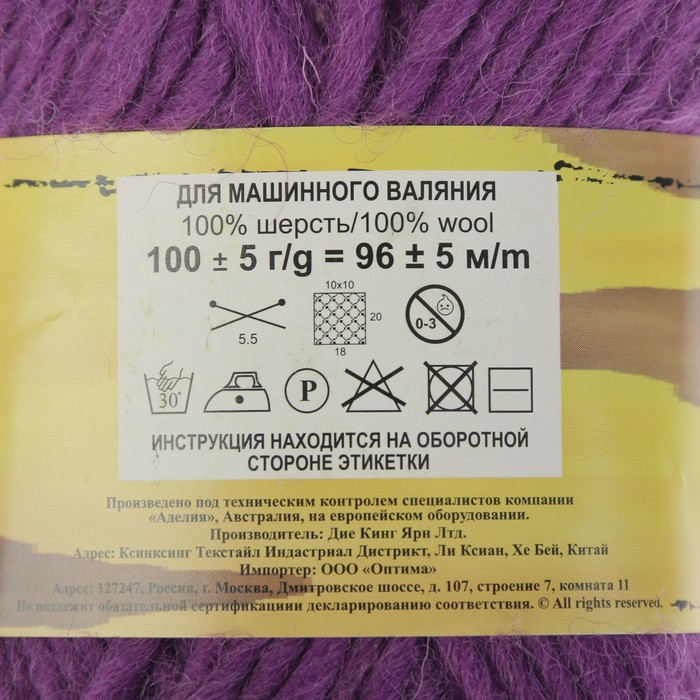 ДЛЯ МАШИННОГО ВАЛЯНИЯ
100% шерсть/100% wool
100 ± 5 г/g = 96 ± 5 м/m
10x10
5.5
20
18
0-3
30°
P
ИНСТРУКЦИЯ НАХОДИТСЯ НА ОБОРОТНОЙ
СТОРОНЕ ЭТИКЕТКИ
Произведено под техническим контролем специалистов компании
«Аделия», Австралия, на европейском оборудовании.
Производитель: Дие Кинг Ярн Лтд.
Адрес: Ксинксинг Текстайл Индастриал Дистрикт, Ли Ксиан, Хе Бей, Китай
Импортер: ООО «Оптима»
Адрес: 127247, Россия, г. Москва, Дмитровское шоссе, д. 107, строение 7, комната 11
Не подлежит обязательной сертификациии декларированию соответствия. © All rights reserved.